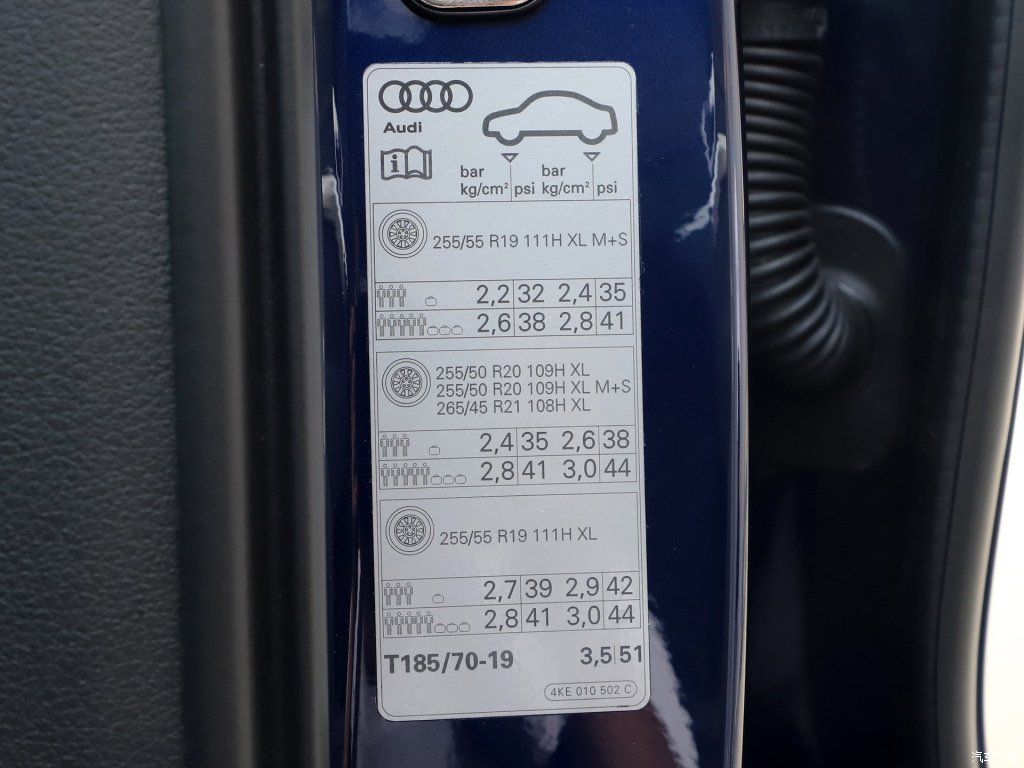 Audi
i
bar bar
kg/cm² psi kg/cm² psi
255/55 R19 111H XL M+S
2,2 32 2,4 35
2,6 38 2,8 41
255/50 R20 109H XL
255/50 R20 109H XL M+S
265/45 R21 108H XL
2,4 35 2,6 38
2,8 41 3,0 44
255/55 R19 111H XL
2,7 39 2,9 42
2,8 41 3,0 44
T185/70-19 3,5 51
4KE 010 502 C